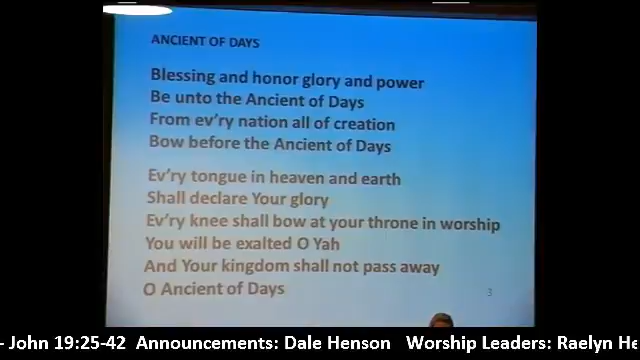 ANCIENT OF DAYS
Blessing and honor glory and power
Be unto the Ancient of Days
From ev'ry nation all of creation
Bow before the Ancient of Days
Ev'ry tongue in heaven and earth
Shall declare Your glory
Ev'ry knee shall bow at your throne in worship
You will be exalted O Yah
And Your kingdom shall not pass away
O Ancient of Days
3
- John 19:25-42 Announcements: Dale Henson Worship Leaders: Raelyn He